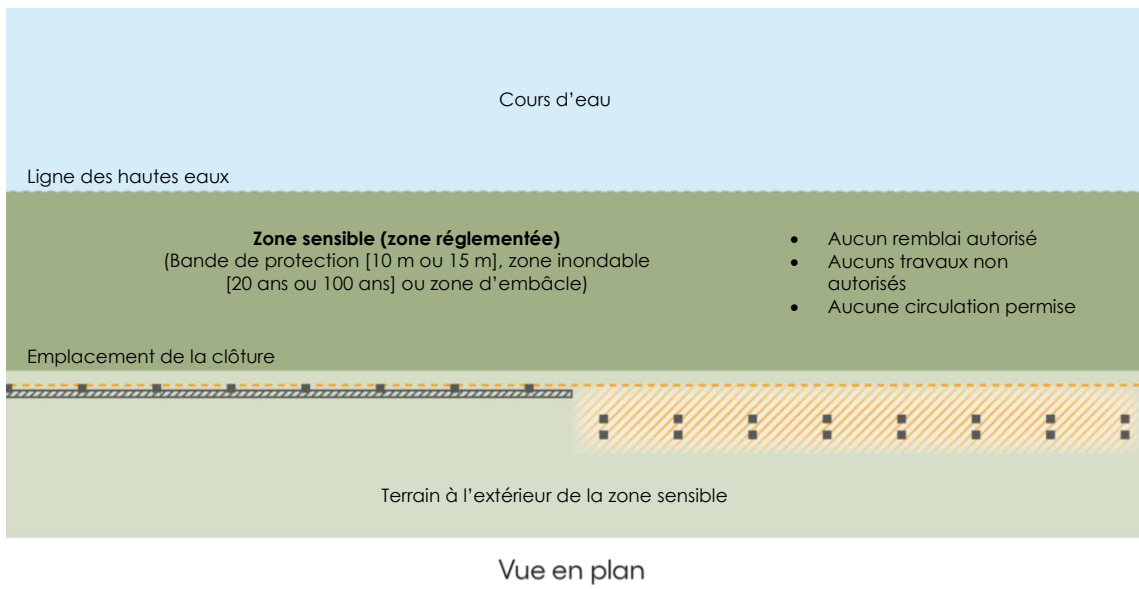 Cours d'eau
Ligne des hautes eaux
Zone sensible (zone réglementée)
(Bande de protection [10 m ou 15 m], zone inondable
[20 ans ou 100 ans] ou zone d'embâcle)
• Aucun remblai autorisé
• Aucuns travaux non
autorisés
• Aucune circulation permise
Emplacement de la clôture
Terrain à l'extérieur de la zone sensible
Vue en plan